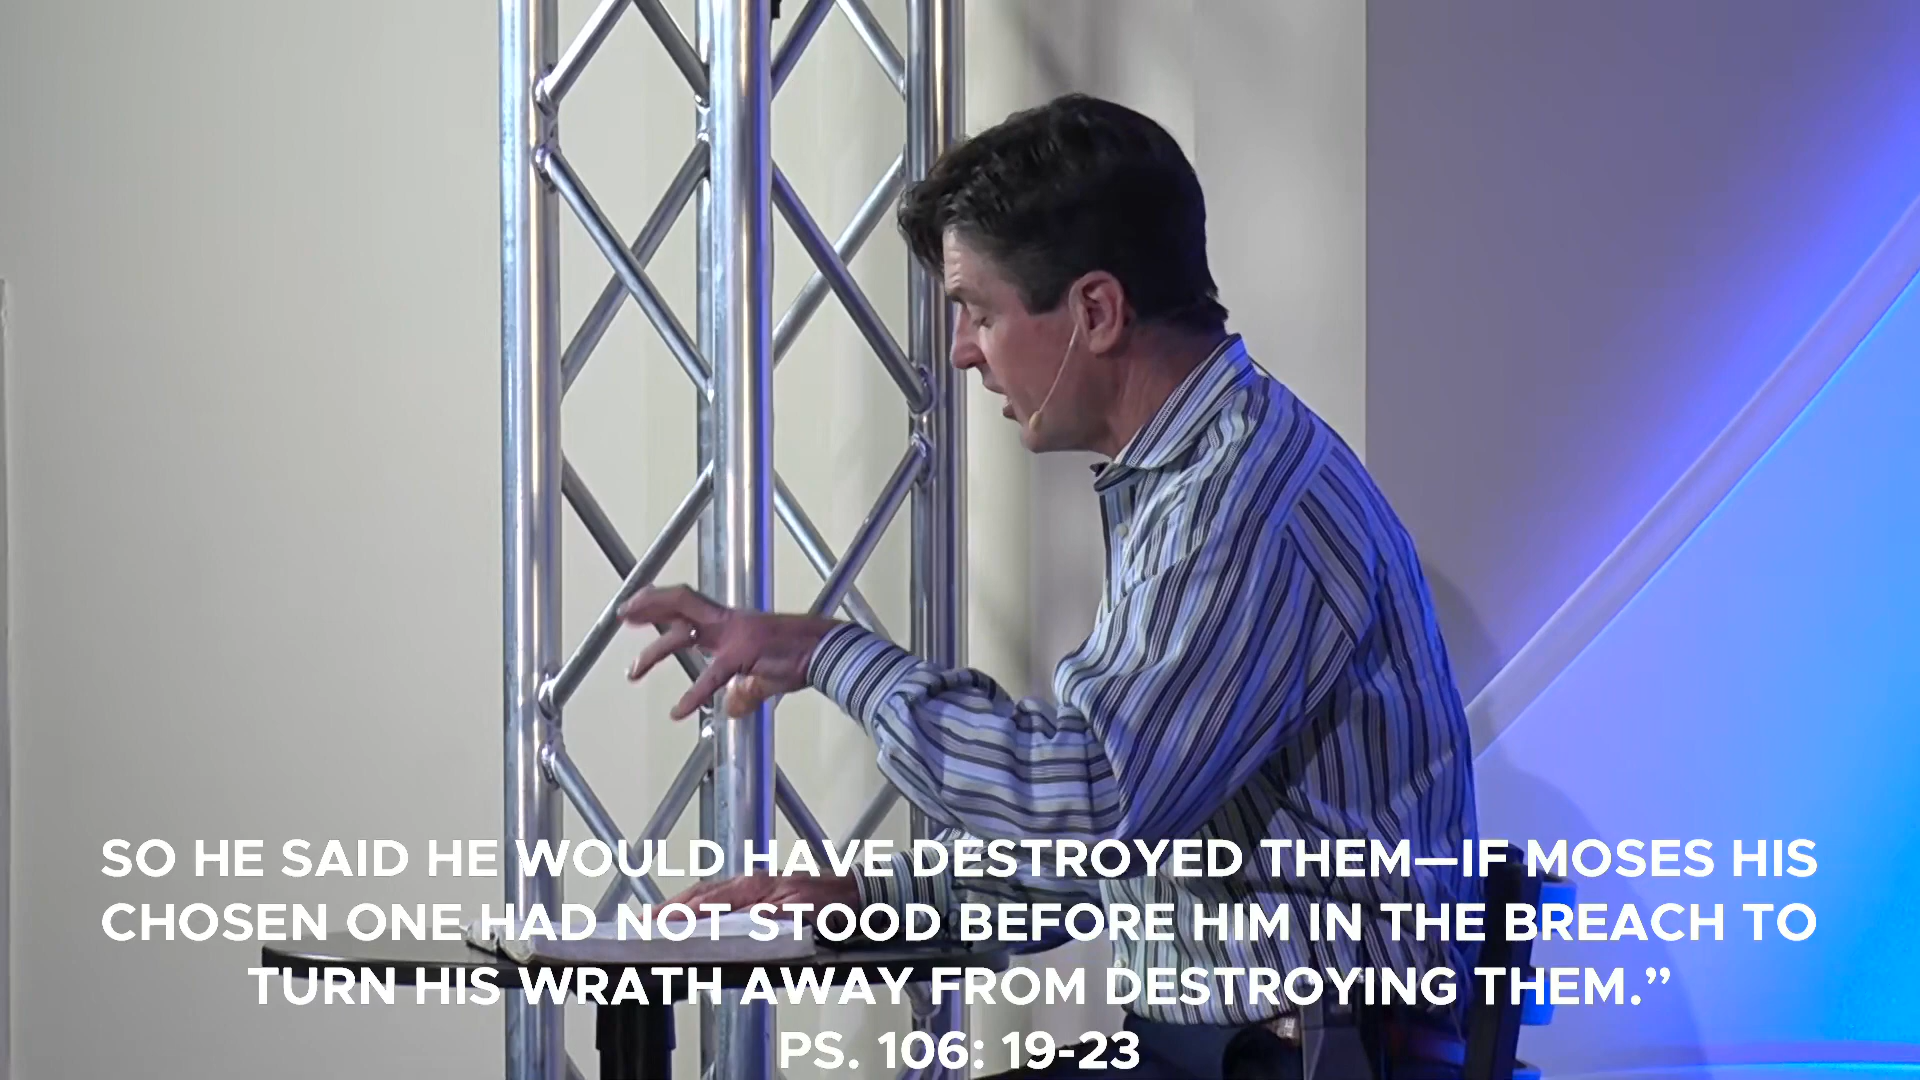 SO HE SAID HE WOULD HAVE DESTROYED THEM—IF MOSES HIS
CHOSEN ONE HAD NOT STOOD BEFORE HIM IN THE BREACH TO
TURN HIS WRATH AWAY FROM DESTROYING THEM.”
PS. 106: 19-23